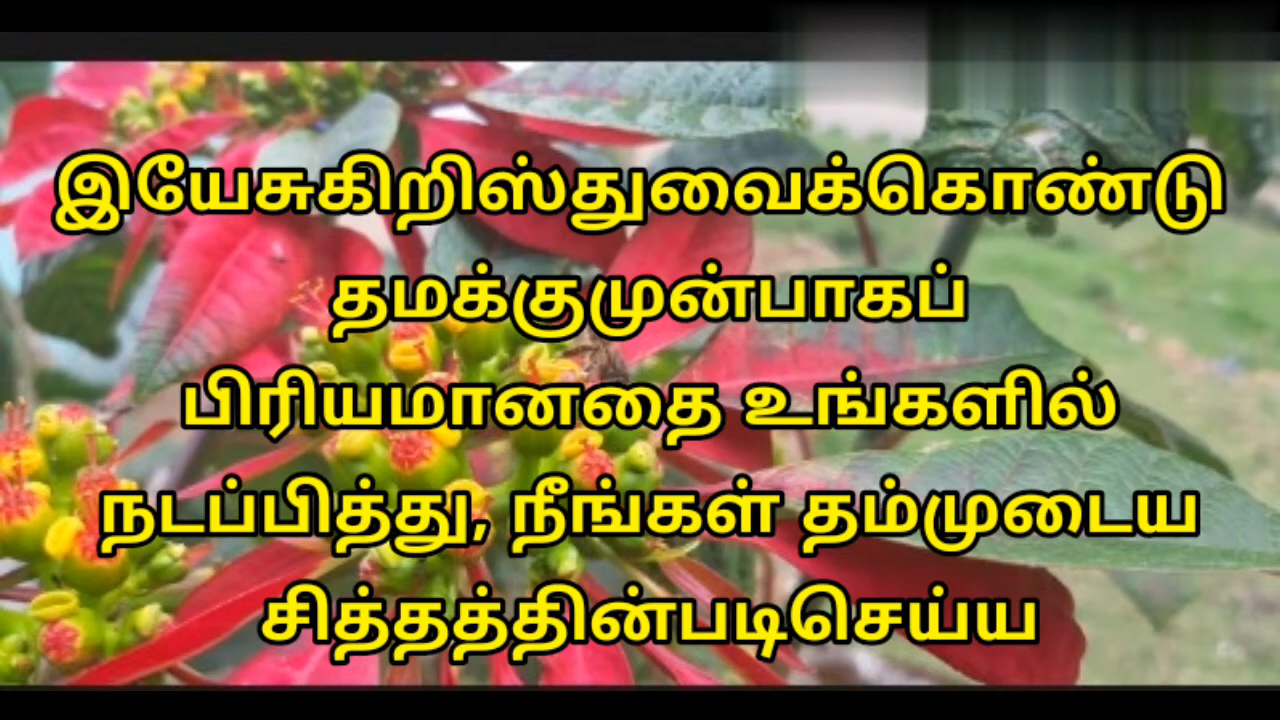 இயேசுகிறிஸ்துவைக்கொண்டு
தமக்குமுன்பாகப்
பிரியமானதை உங்களில்
நடப்பித்து, நீங்கள் தம்முடைய
சித்தத்தின்படிசெய்ய